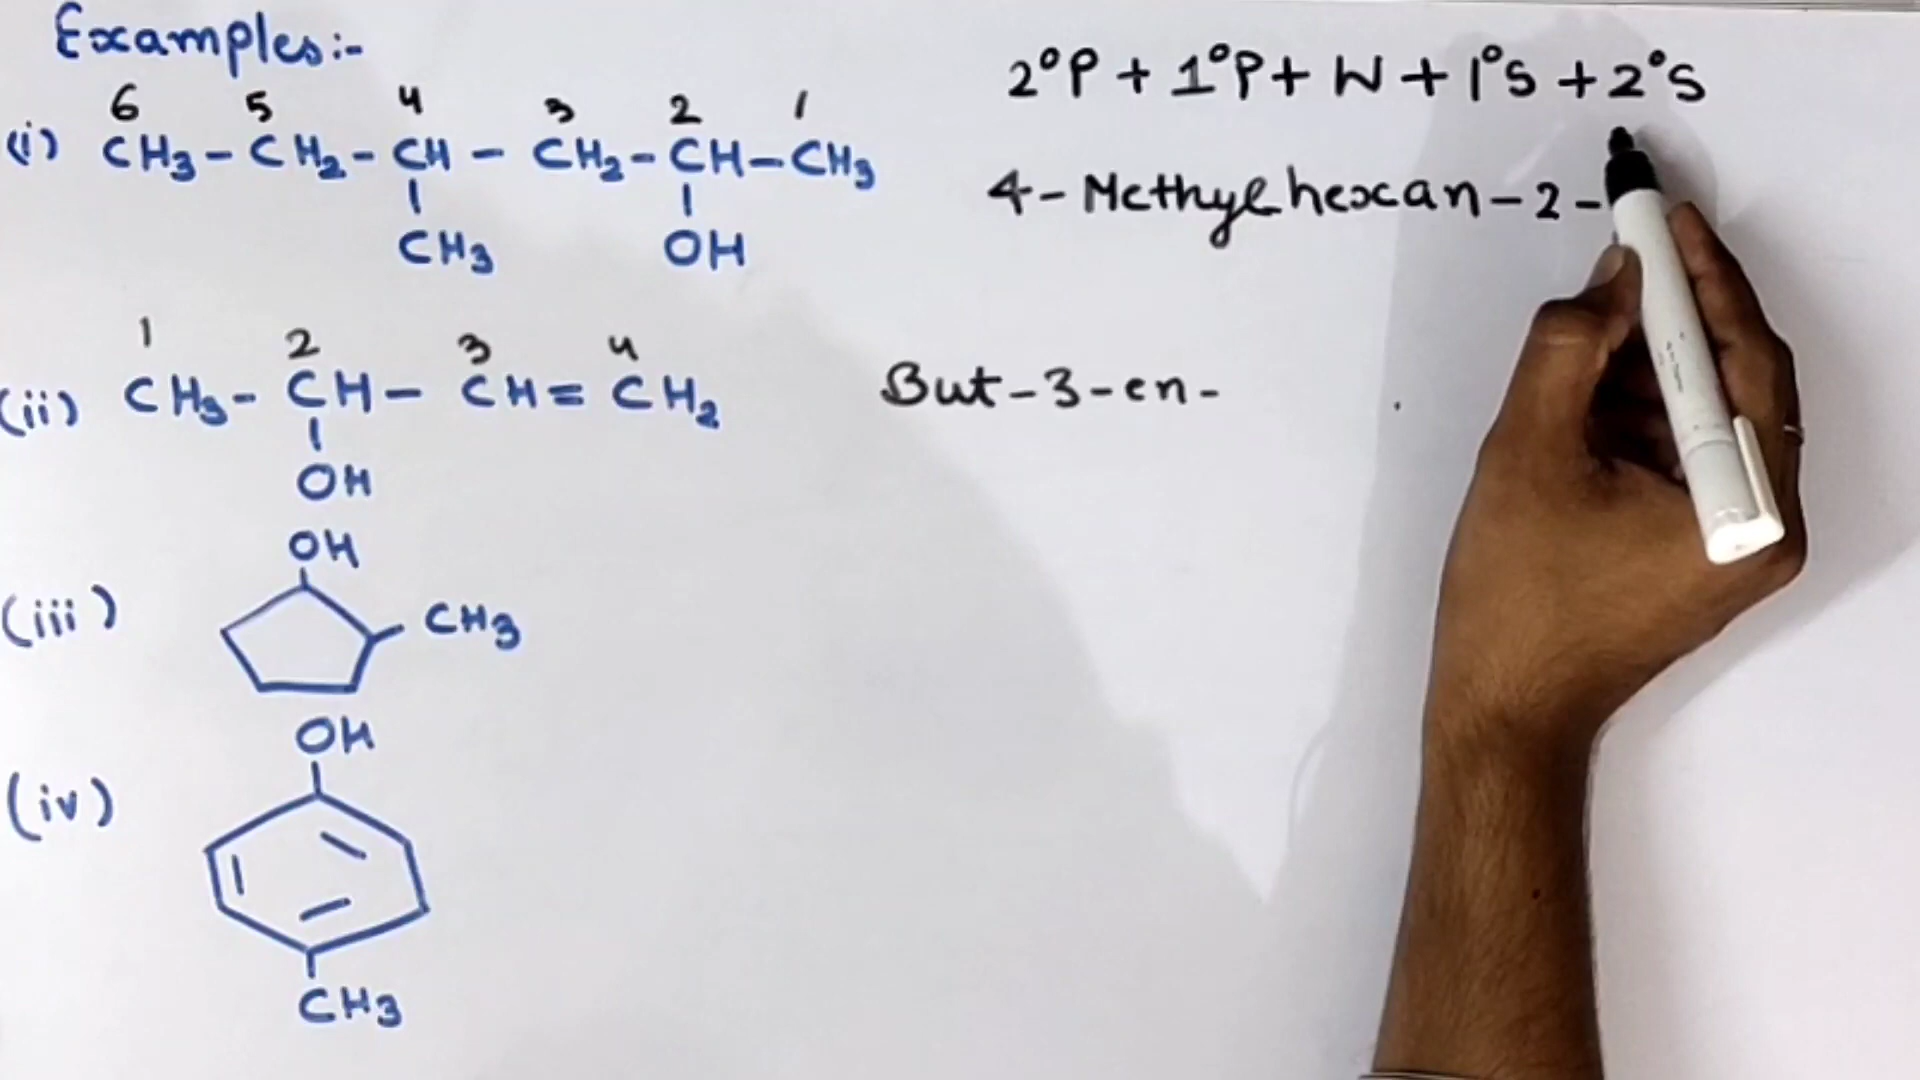 Examples:-
2°P + 1°P + W + 1°S + 2°S
6 5 4 3 2 1
(i) CH3 - CH2 - CH - CH2 - CH - CH3
CH3 OH
4 - Methylhexan - 2 -
1 2 3 4
(ii) CH3 - CH - CH = CH2
OH
But - 3 - en -
OH
(iii) CH3
OH
(iv)
CH3